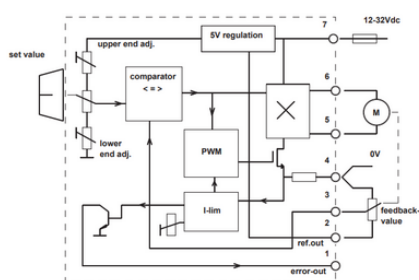 7
12-32Vdc
5V regulation
upper end adj.
set value
comparator
< = >
6
M
5
lower
end adj.
PWM
4
0V
3
I-lim
feedback-
value
2
ref.out
1
error-out